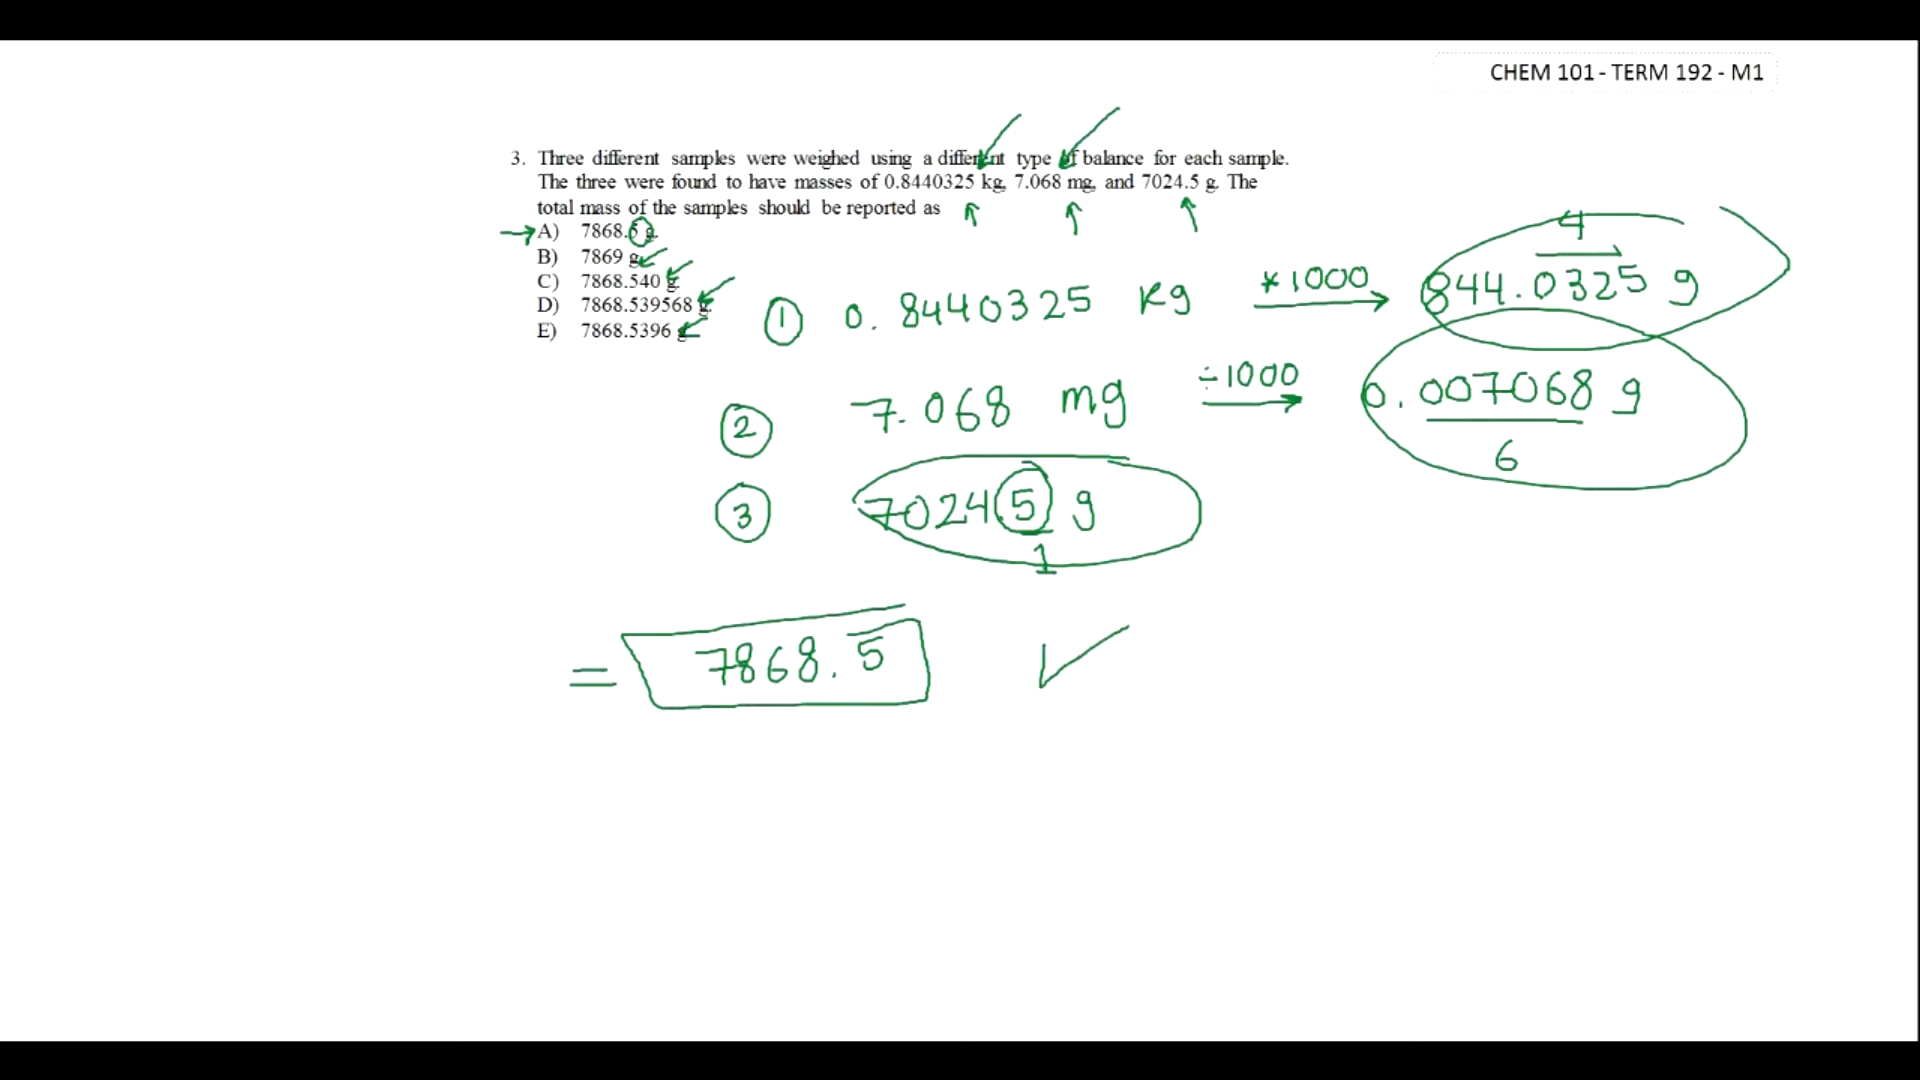 CHEM 101 - TERM 192 - M1
3. Three different samples were weighed using a different type of balance for each sample.
The three were found to have masses of 0.8440325 kg, 7.068 mg, and 7024.5 g. The
total mass of the samples should be reported as
A) 7868.5 g.
B) 7869 g.
C) 7868.540 g.
D) 7868.539568 g.
E) 7868.5396 g.
4
1 0.8440325 Kg *1000 844.0325 g
2 7.068 mg ÷1000 0.007068 g
6
3 7024.5 g
1
= 7868.5